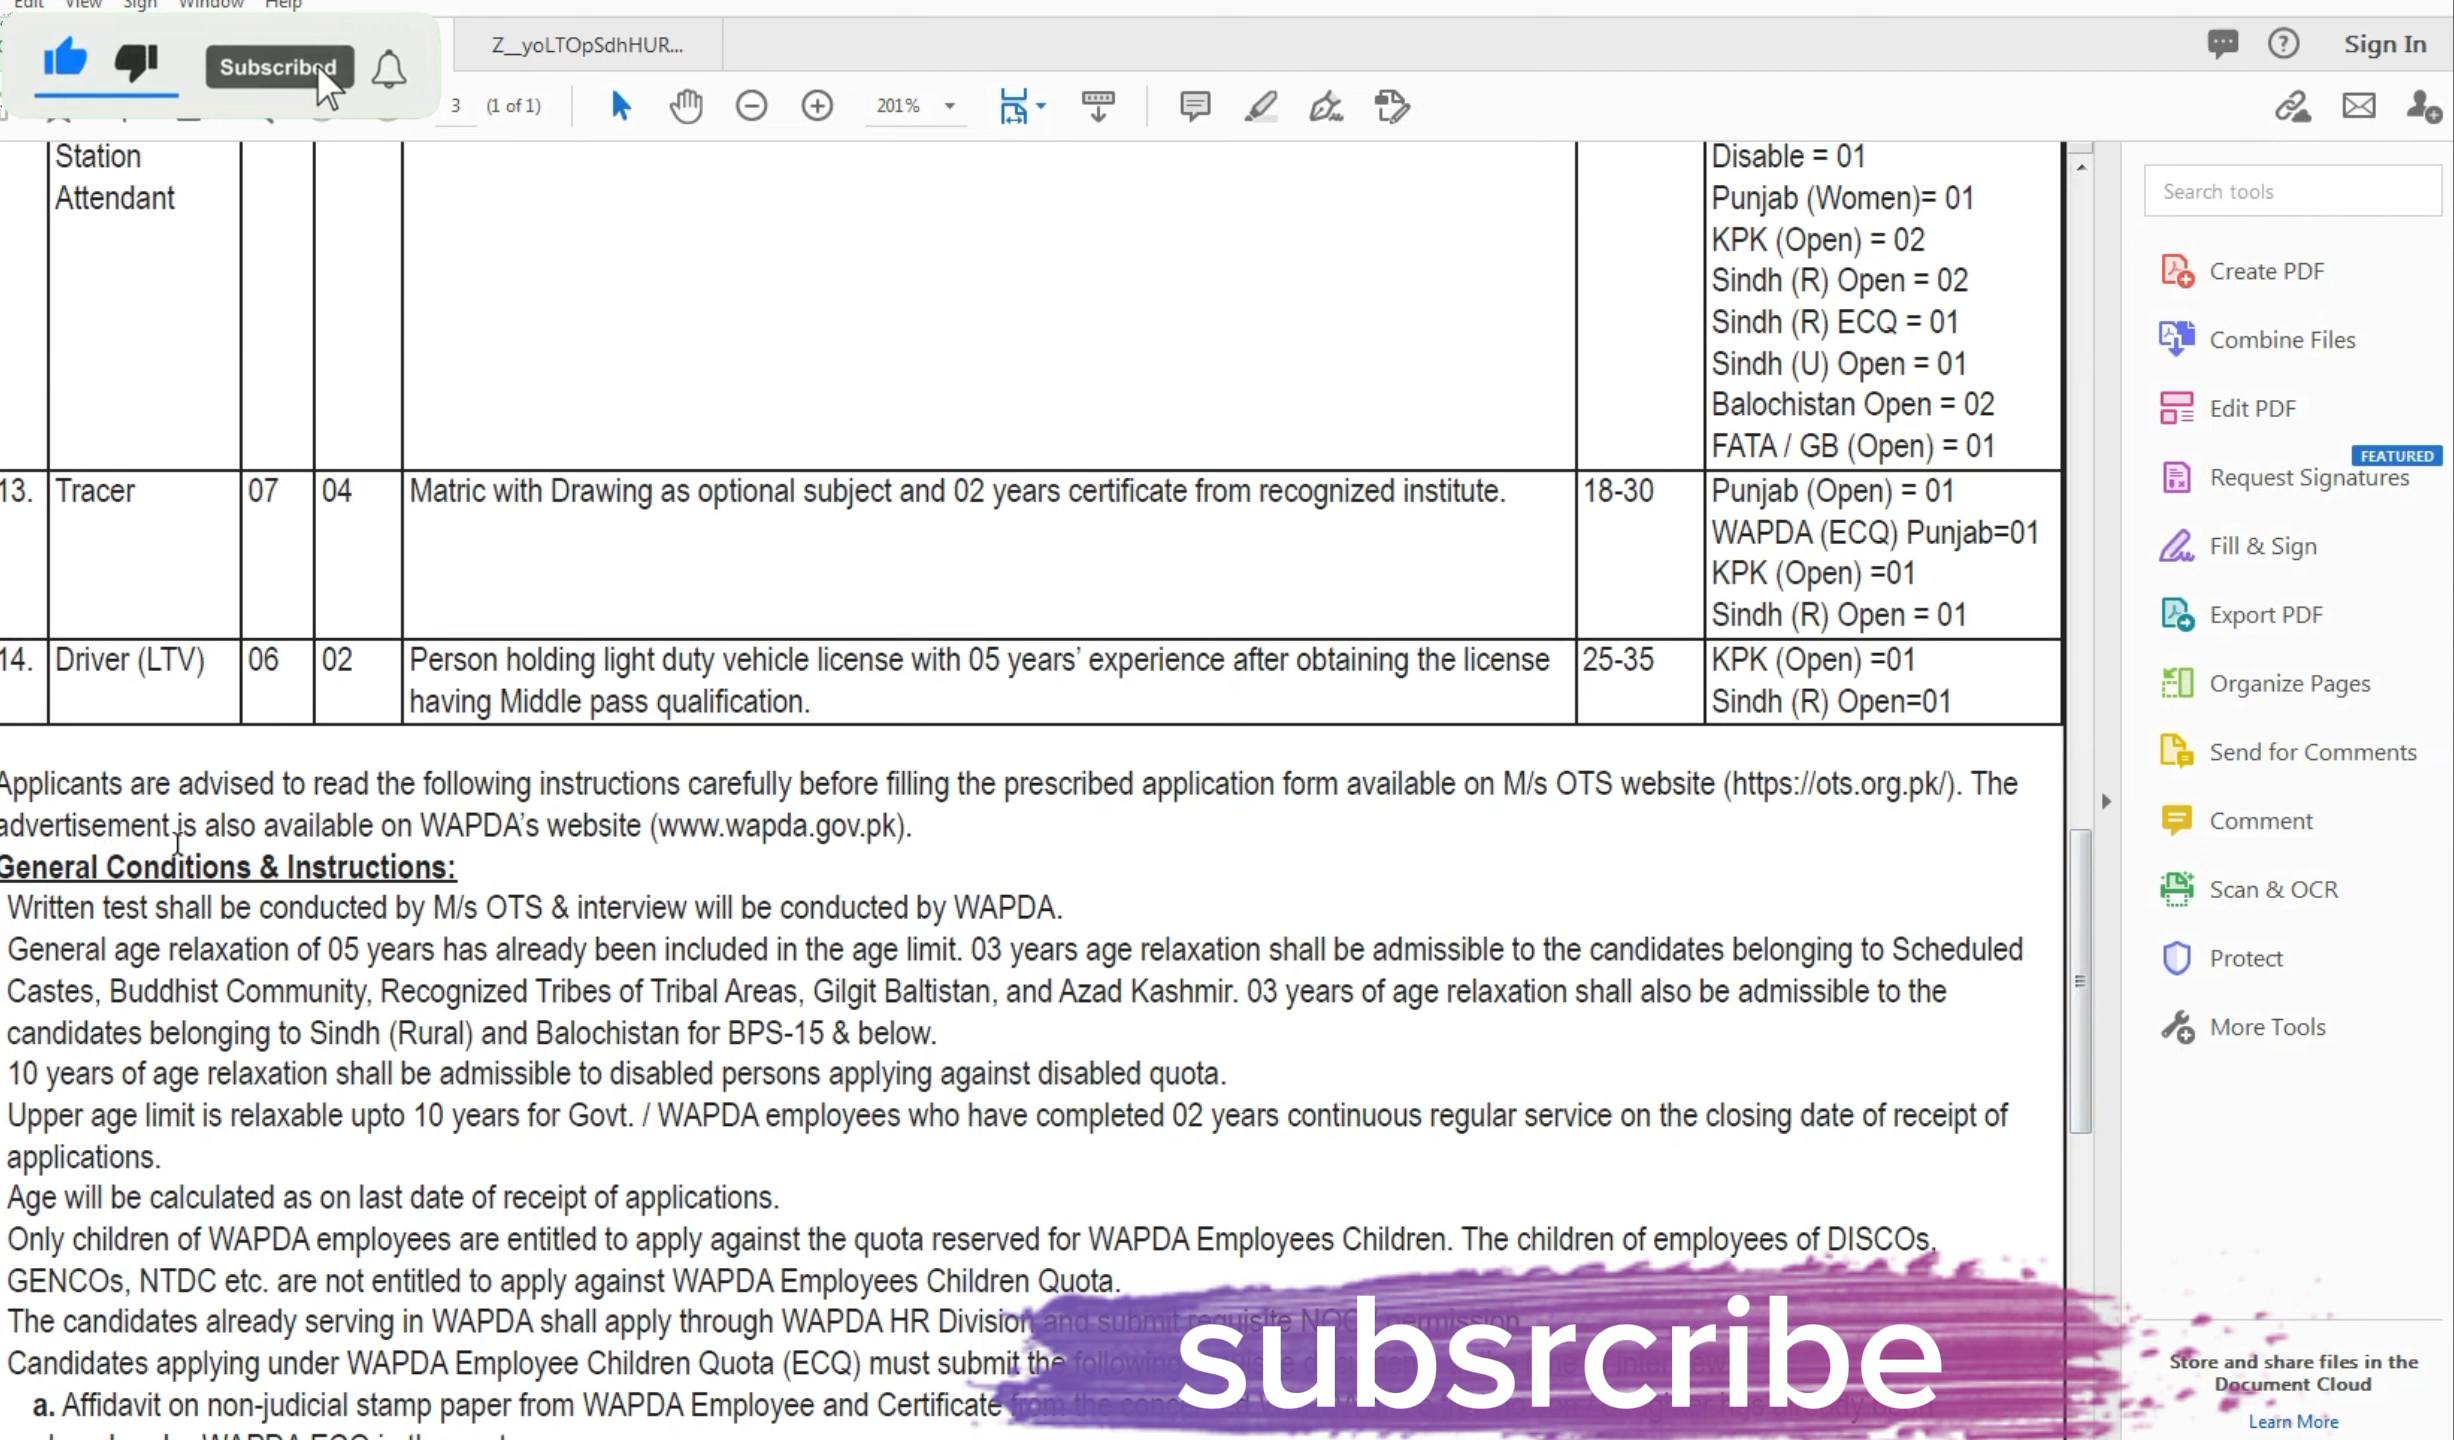 Edit View Sign Window Help
Subscribed
Z__yoLTOpSdhHUR...
Sign In
3 (1 of 1)
201%
Station
Attendant
Disable = 01
Punjab (Women)= 01
KPK (Open) = 02
Sindh (R) Open = 02
Sindh (R) ECQ = 01
Sindh (U) Open = 01
Balochistan Open = 02
FATA / GB (Open) = 01
13. Tracer 07 04 Matric with Drawing as optional subject and 02 years certificate from recognized institute. 18-30 Punjab (Open) = 01
WAPDA (ECQ) Punjab=01
KPK (Open) =01
Sindh (R) Open = 01
14. Driver (LTV) 06 02 Person holding light duty vehicle license with 05 years’ experience after obtaining the license 25-35 KPK (Open) =01
having Middle pass qualification. Sindh (R) Open=01
Applicants are advised to read the following instructions carefully before filling the prescribed application form available on M/s OTS website (https://ots.org.pk/). The
advertisement is also available on WAPDA’s website (www.wapda.gov.pk).
General Conditions & Instructions:
Written test shall be conducted by M/s OTS & interview will be conducted by WAPDA.
General age relaxation of 05 years has already been included in the age limit. 03 years age relaxation shall be admissible to the candidates belonging to Scheduled
Castes, Buddhist Community, Recognized Tribes of Tribal Areas, Gilgit Baltistan, and Azad Kashmir. 03 years of age relaxation shall also be admissible to the
candidates belonging to Sindh (Rural) and Balochistan for BPS-15 & below.
10 years of age relaxation shall be admissible to disabled persons applying against disabled quota.
Upper age limit is relaxable upto 10 years for Govt. / WAPDA employees who have completed 02 years continuous regular service on the closing date of receipt of
applications.
Age will be calculated as on last date of receipt of applications.
Only children of WAPDA employees are entitled to apply against the quota reserved for WAPDA Employees Children. The children of employees of DISCOs,
GENCOs, NTDC etc. are not entitled to apply against WAPDA Employees Children Quota.
The candidates already serving in WAPDA shall apply through WAPDA HR Division and submit requisite NOC
Candidates applying under WAPDA Employee Children Quota (ECQ) must submit the
a. Affidavit on non-judicial stamp paper from WAPDA Employee and Certificate from the
subsrcribe
Search tools
Create PDF
Combine Files
Edit PDF
FEATURED
Request Signatures
Fill & Sign
Export PDF
Organize Pages
Send for Comments
Comment
Scan & OCR
Protect
More Tools
Store and share files in the
Document Cloud
Learn More